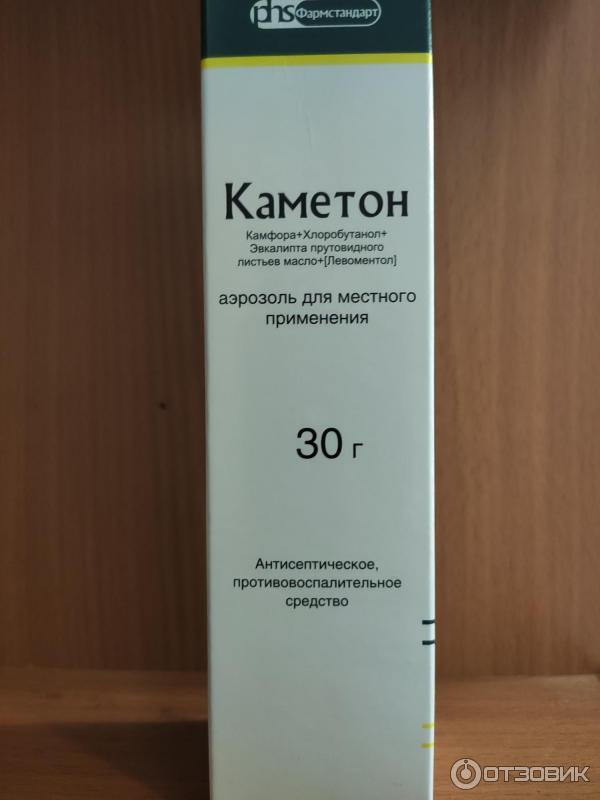 phs Фармстандарт
Каметон
Камфора+Хлоробутанол+
Эвкалипта прутовидного
листьев масло+[Левоментол]
аэрозоль для местного
применения
30 г
Антисептическое,
противовоспалительное
средство
ОТЗОВИК